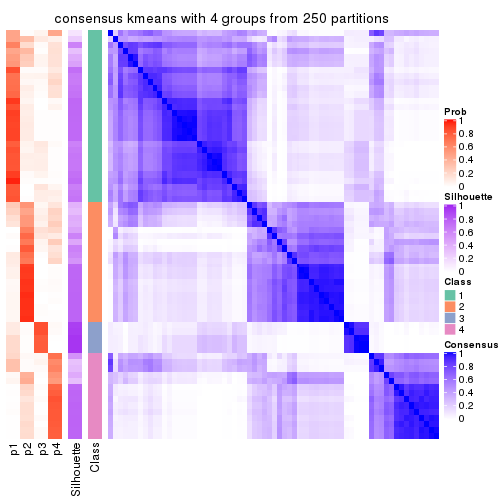 consensus kmeans with 4 groups from 250 partitions
Prob
1
0.8
0.6
0.4
0.2
0
Silhouette
1
0.8
0.6
0.4
0.2
0
Class
1
2
3
4
Consensus
1
0.8
0.6
0.4
0.2
0
p1
p2
p3
p4
Silhouette
Class